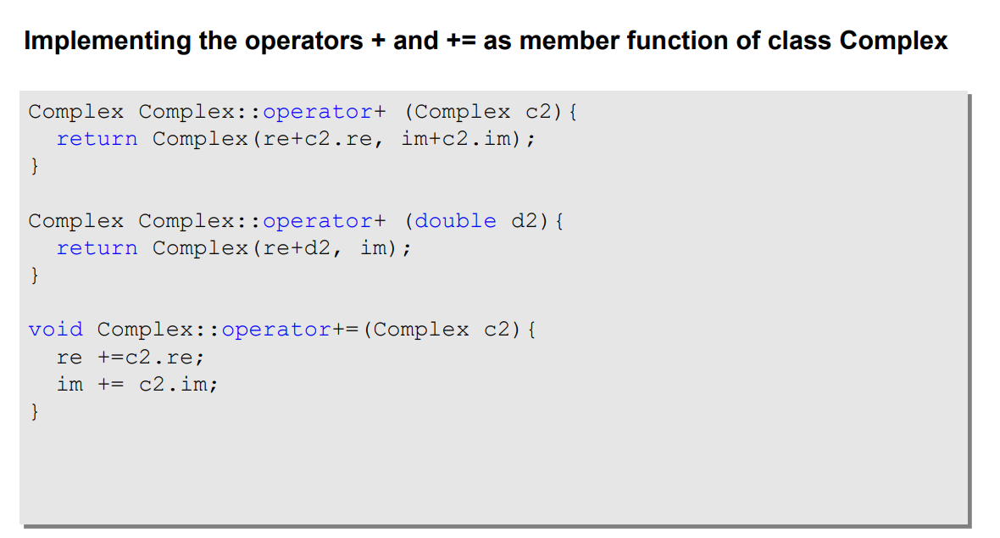 Implementing the operators + and += as member function of class Complex
Complex Complex::operator+ (Complex c2){
return Complex(re+c2.re, im+c2.im);
}
Complex Complex::operator+ (double d2){
return Complex(re+d2, im);
}
void Complex::operator+=(Complex c2){
re +=c2.re;
im += c2.im;
}